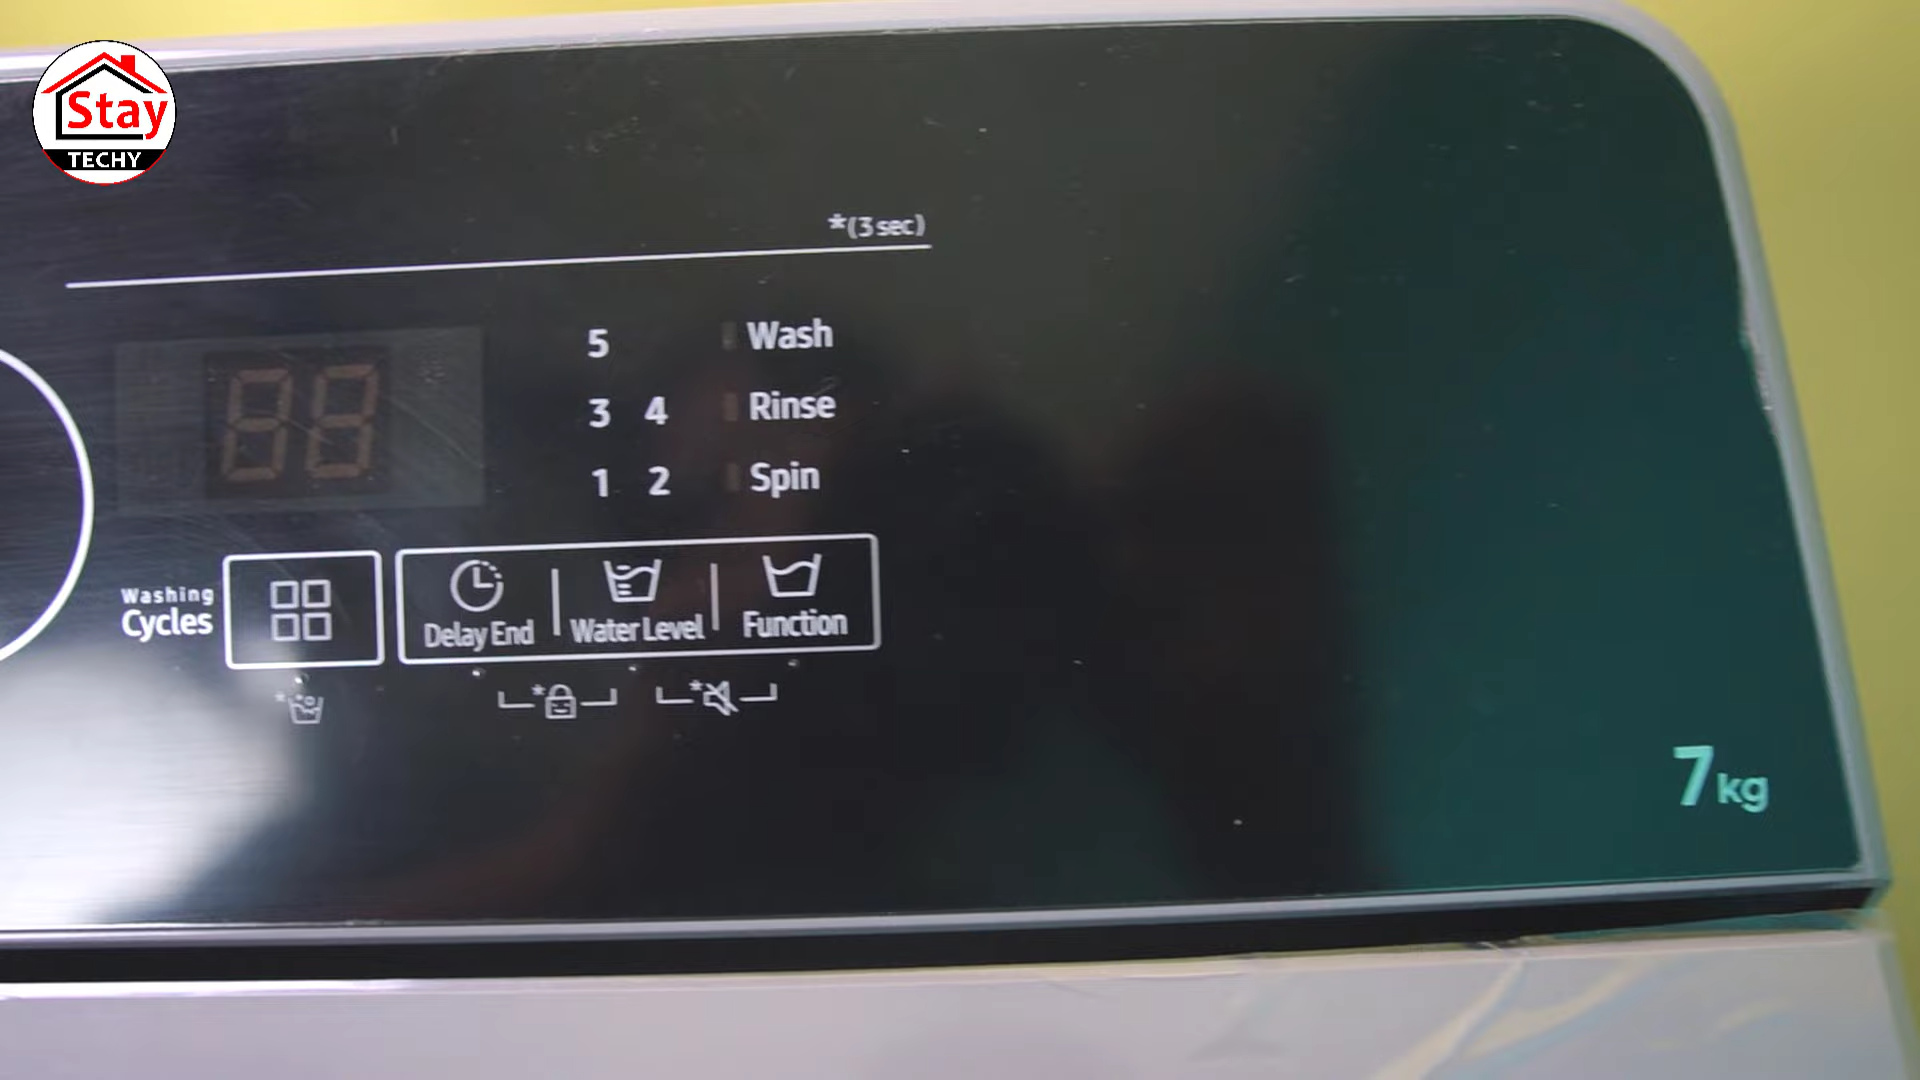 Stay
TECHY
*(3 sec)
5 Wash
3 4 Rinse
1 2 Spin
Washing
Cycles
Delay End
Water Level
Function
*
*
*
7kg